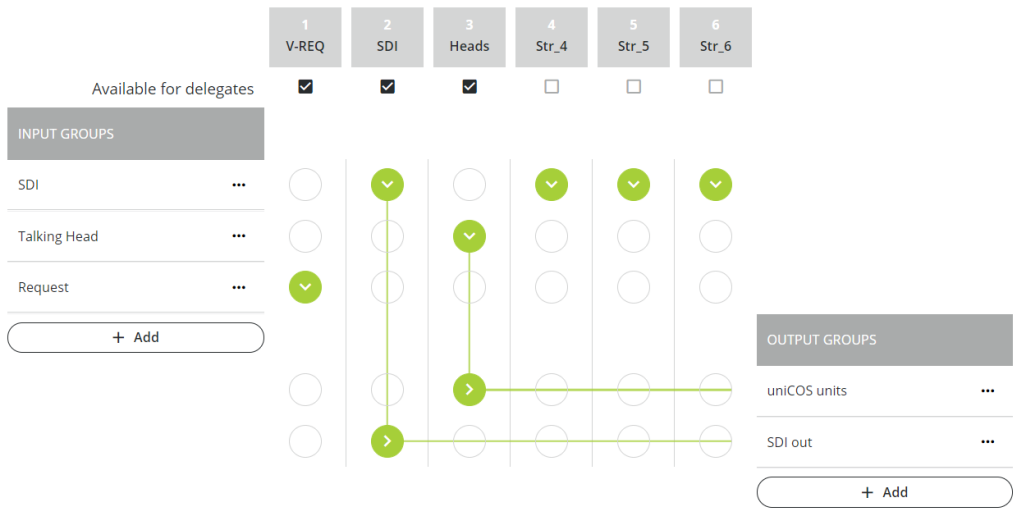 1 2 3 4 5 6
V-REQ SDI Heads Str_4 Str_5 Str_6
Available for delegates
INPUT GROUPS
SDI ...
Talking Head ...
Request ...
+ Add
OUTPUT GROUPS
uniCOS units ...
SDI out ...
+ Add